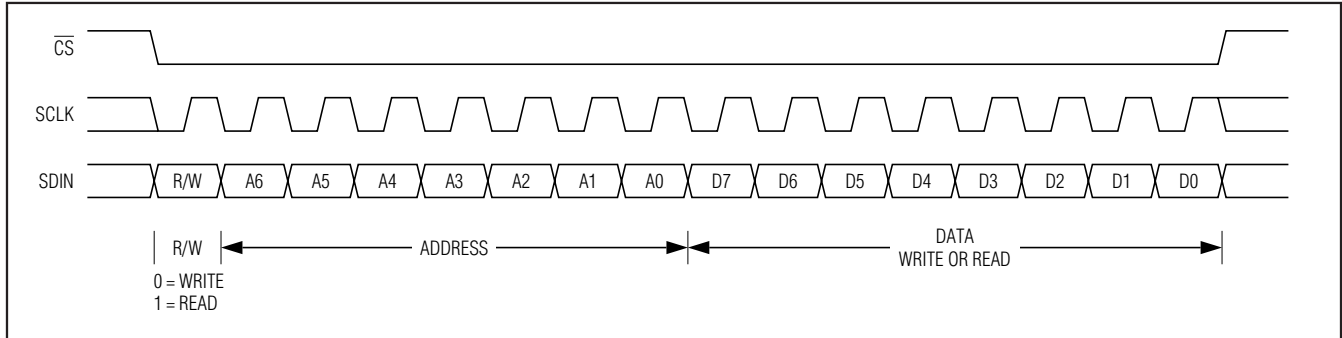 CS
SCLK
SDIN R/W A6 A5 A4 A3 A2 A1 A0 D7 D6 D5 D4 D3 D2 D1 D0
R/W ADDRESS DATA
WRITE OR READ
0 = WRITE
1 = READ